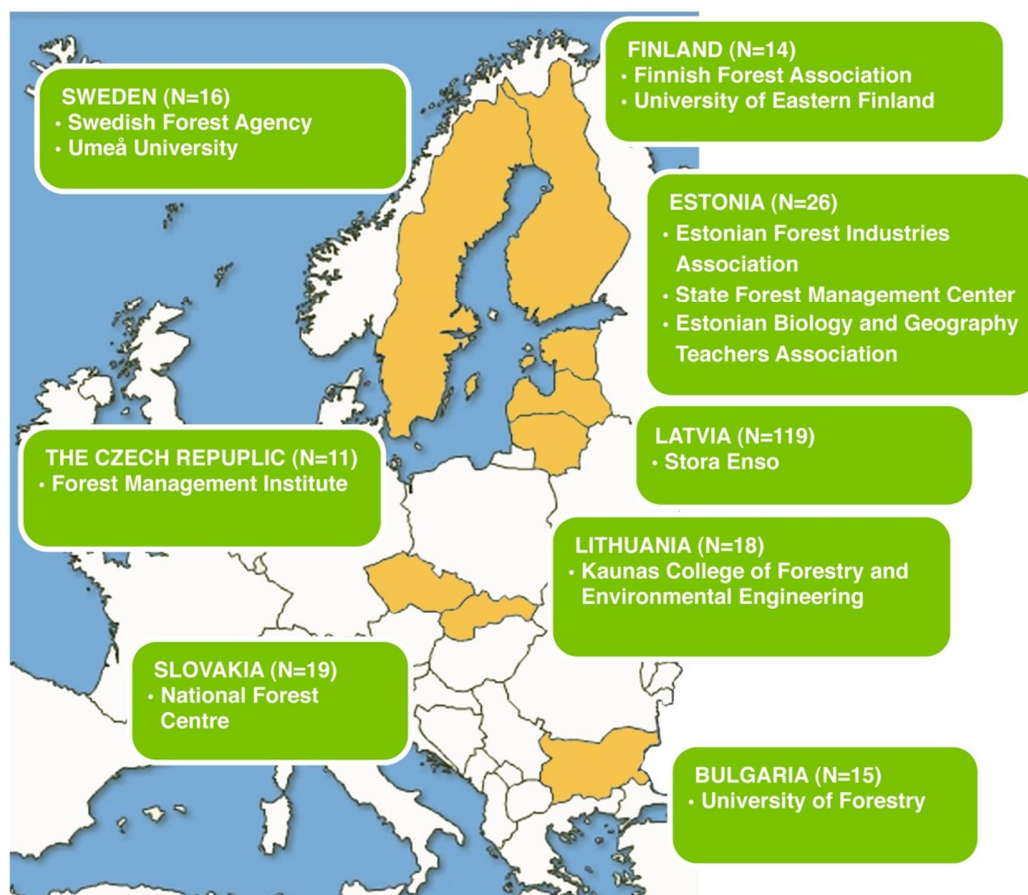 SWEDEN (N=16)
• Swedish Forest Agency
• Umeå University
FINLAND (N=14)
• Finnish Forest Association
• University of Eastern Finland
ESTONIA (N=26)
• Estonian Forest Industries
Association
• State Forest Management Center
• Estonian Biology and Geography
Teachers Association
LATVIA (N=119)
• Stora Enso
THE CZECH REPUPLIC (N=11)
• Forest Management Institute
LITHUANIA (N=18)
• Kaunas College of Forestry and
Environmental Engineering
SLOVAKIA (N=19)
• National Forest
Centre
BULGARIA (N=15)
• University of Forestry